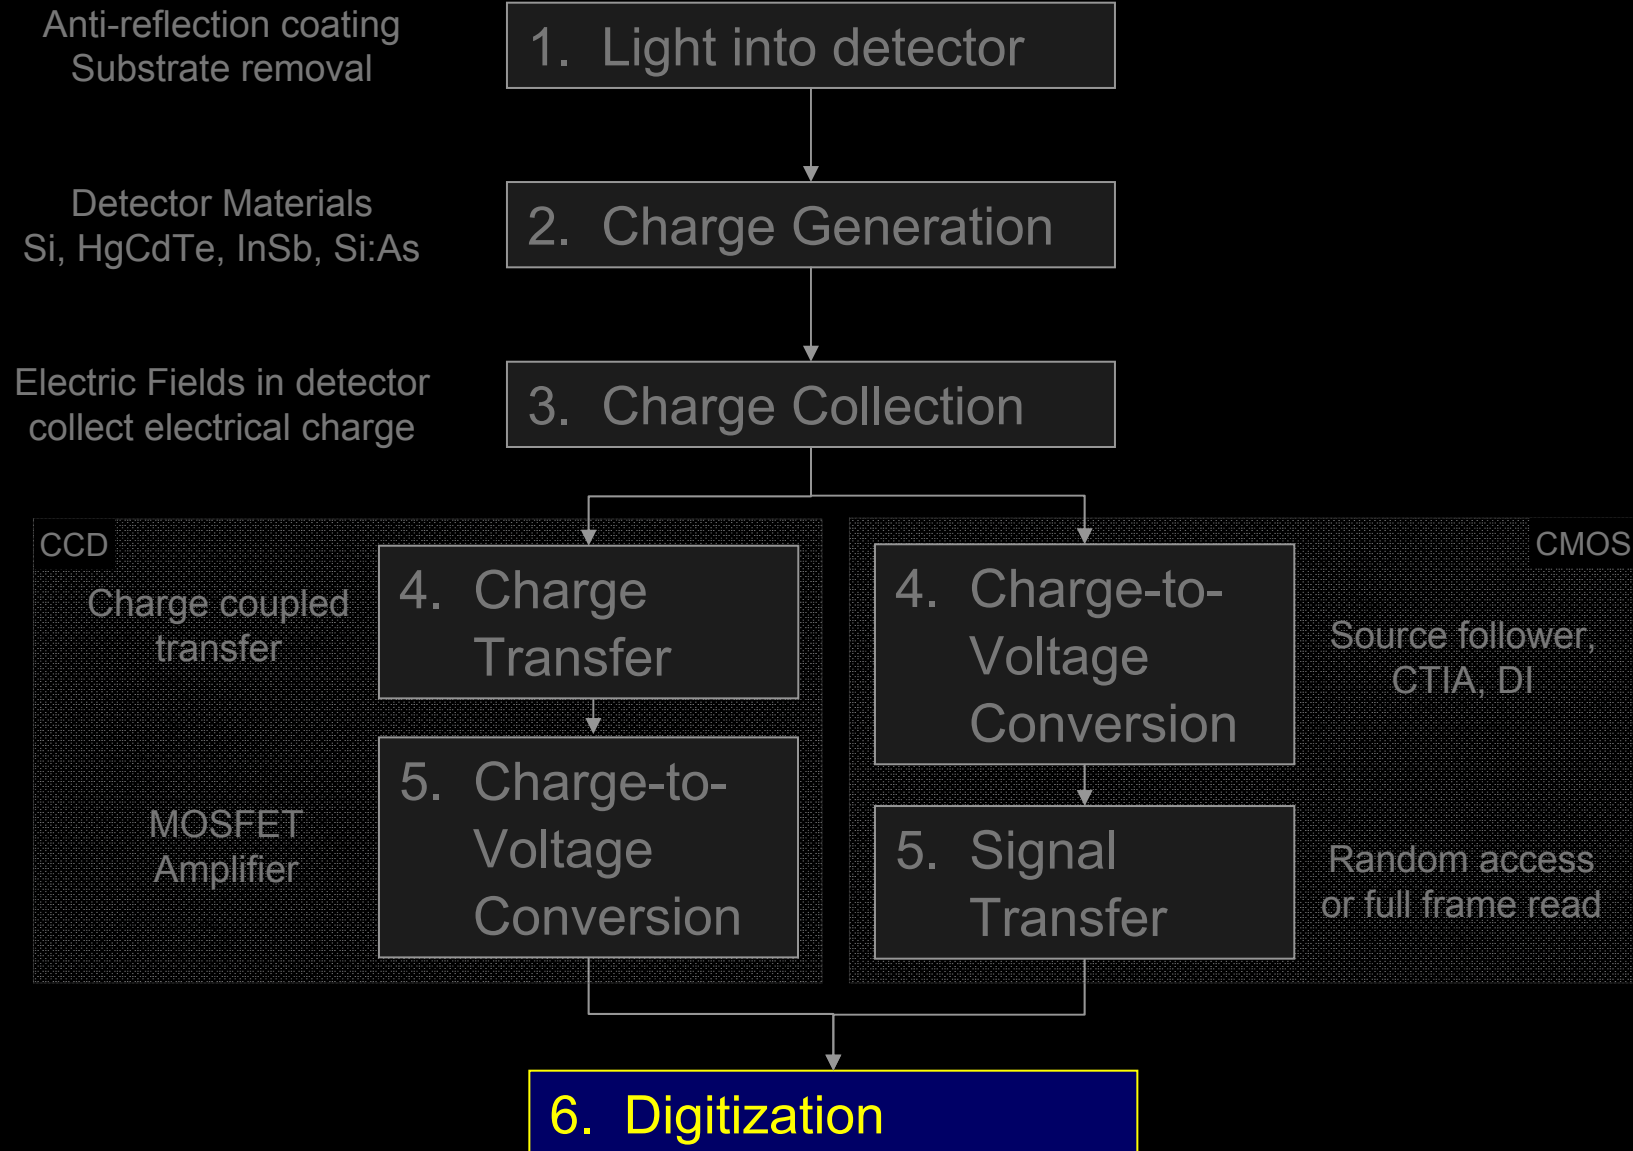 Anti-reflection coating
Substrate removal
1. Light into detector
Detector Materials
Si, HgCdTe, InSb, Si:As
2. Charge Generation
Electric Fields in detector
collect electrical charge
3. Charge Collection
CCD
Charge coupled
transfer
4. Charge
Transfer
MOSFET
Amplifier
5. Charge-to-
Voltage
Conversion
CMOS
4. Charge-to-
Voltage
Conversion
Source follower,
CTIA, DI
5. Signal
Transfer
Random access
or full frame read
6. Digitization